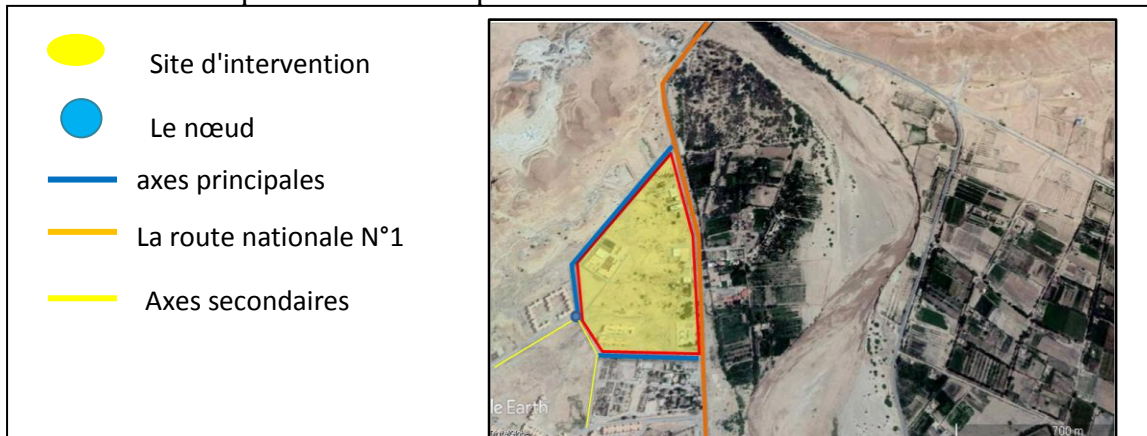 Site d'intervention
Le nœud
axes principales
La route nationale N°1
Axes secondaires
le Earth
700 m